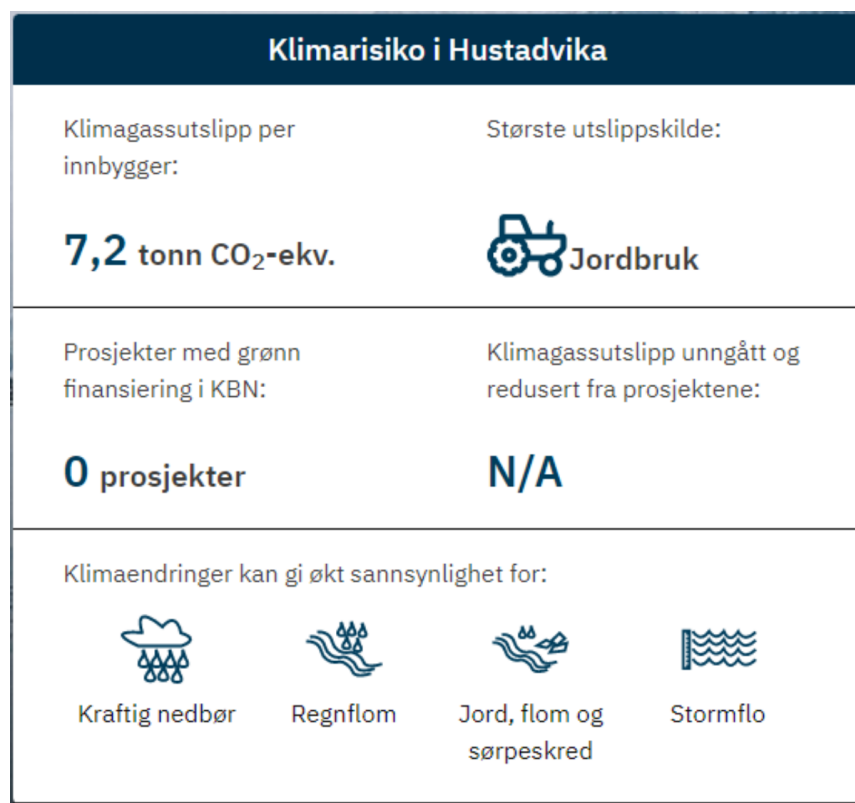 Klimarisiko i Hustadvika
Klimagassutslipp per
innbygger:
7,2 tonn CO₂-ekv.
Største utslippskilde:
Jordbruk
Prosjekter med grønn
finansiering i KBN:
0 prosjekter
Klimagassutslipp unngått og
redusert fra prosjektene:
N/A
Klimaendringer kan gi økt sannsynlighet for:
Kraftig nedbør
Regnflom
Jord, flom og
sørpeskred
Stormflo